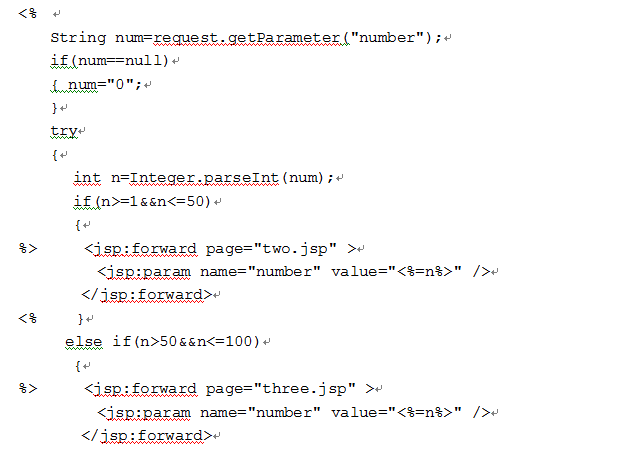 <%
String num=request.getParameter("number");
if(num==null)
{ num="0";
}
try
{
int n=Integer.parseInt(num);
if(n>=1&&n<=50)
{
%> <jsp:forward page="two.jsp" >
<jsp:param name="number" value="<%=n%>" />
</jsp:forward>
<% }
else if(n>50&&n<=100)
{
%> <jsp:forward page="three.jsp" >
<jsp:param name="number" value="<%=n%>" />
</jsp:forward>